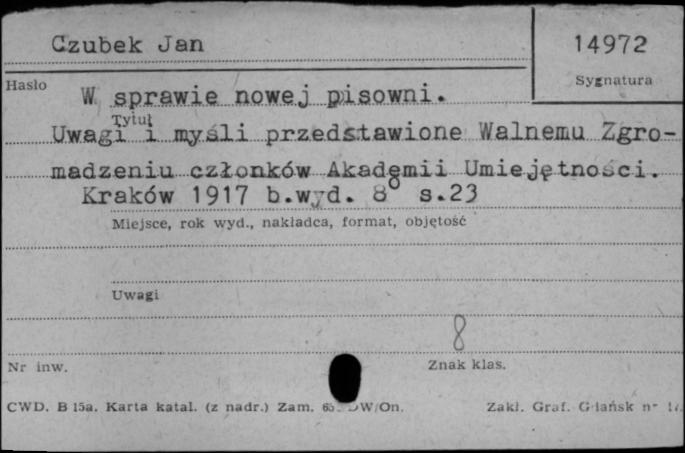 Czubek Jan
14972
Hasło
Sygnatura
W sprawie nowej pisowni.
Tytuł
Uwagi i myśli przedstawione Walnemu Zgro-
madzeniu członków Akademii Umiejętności.
Kraków 1917 b.wyd. 8° s.23
Miejsce, rok wyd., nakładca, format, objętość
Uwagi
8
Nr inw.
Znak klas.
CWD. B 15a. Karta katal. (z nadr.) Zam. DW/On.
Zakł. Graf. Gdańsk